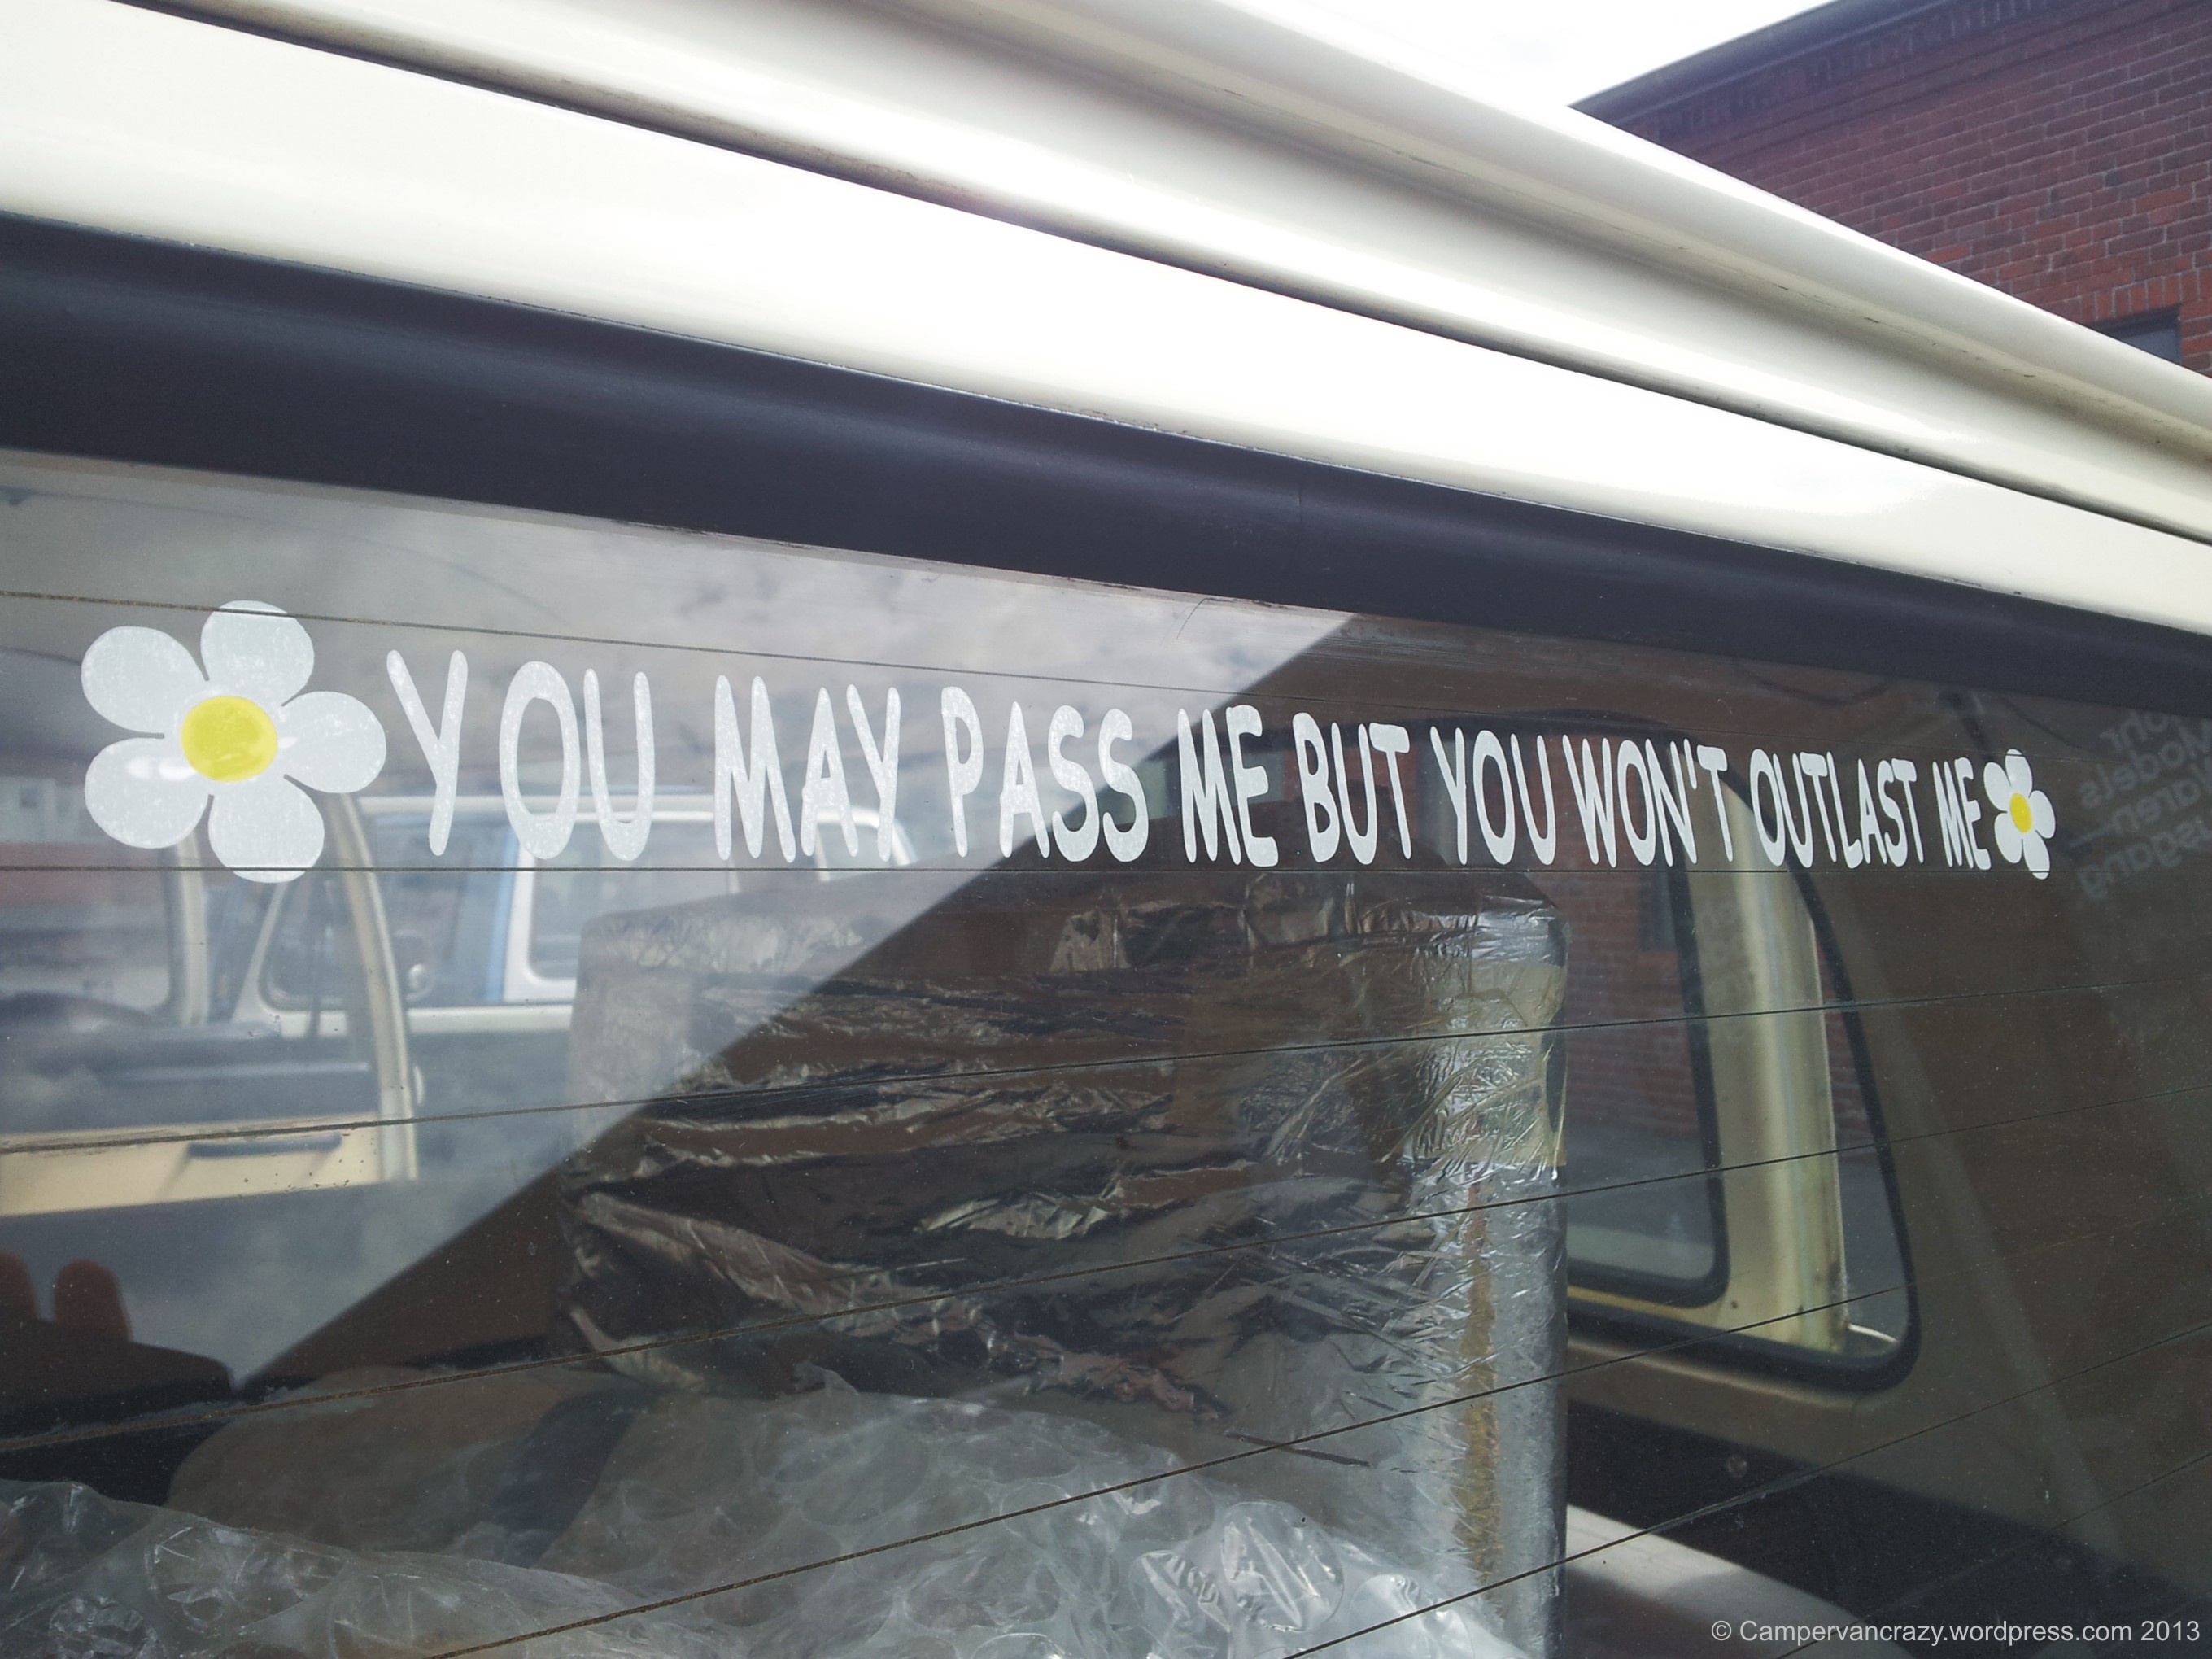 YOU MAY PASS ME BUT YOU WON'T OUTLAST ME
© Campervancrazy.wordpress.com 2013